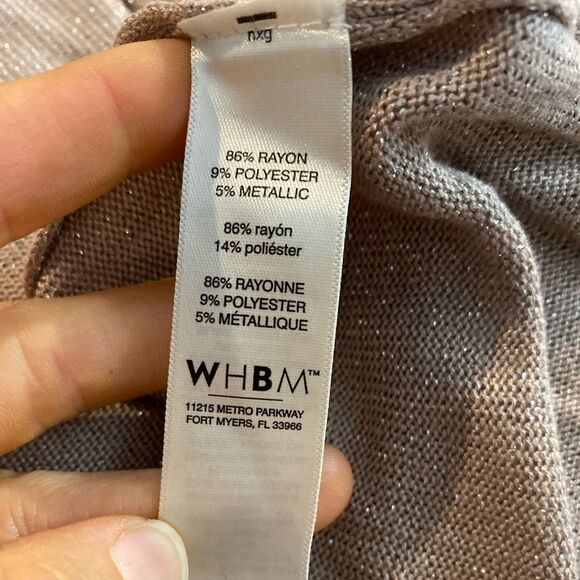 nxg
86% RAYON
9% POLYESTER
5% METALLIC
86% rayón
14% poliéster
86% RAYONNE
9% POLYESTER
5% MÉTALLIQUE
WHBM™
11215 METRO PARKWAY
FORT MYERS, FL 33966